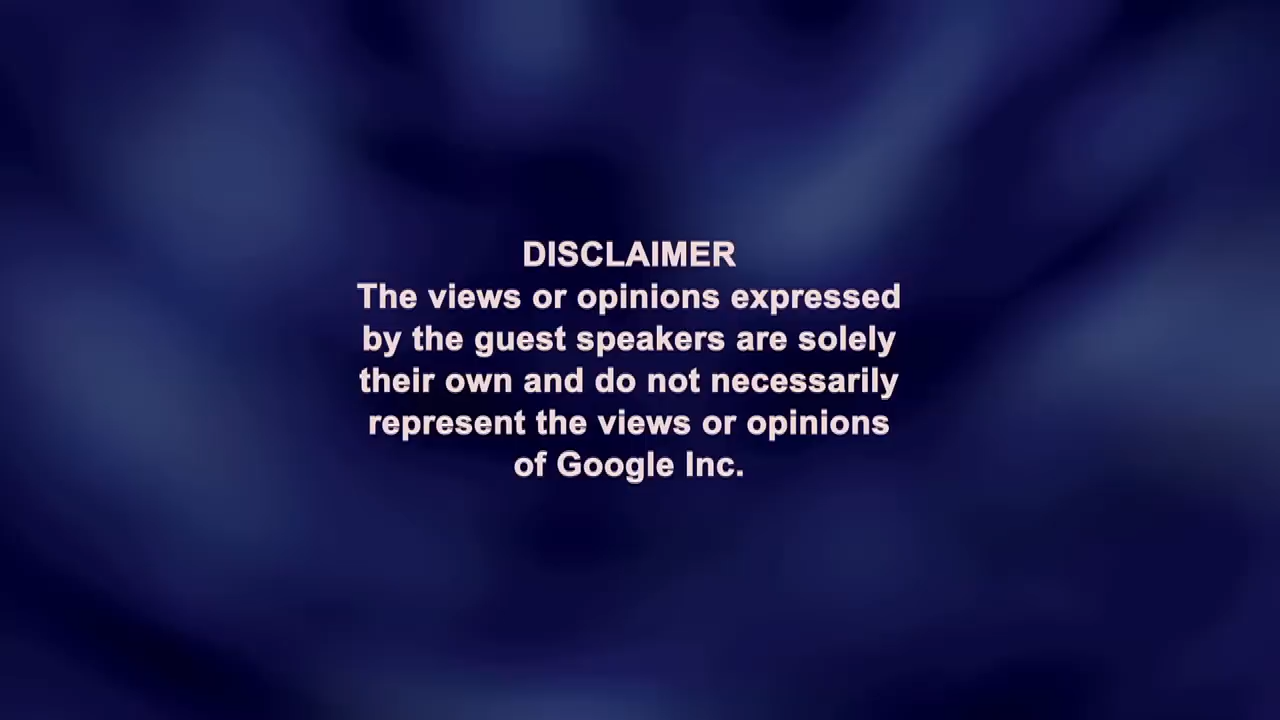 DISCLAIMER
The views or opinions expressed
by the guest speakers are solely
their own and do not necessarily
represent the views or opinions
of Google Inc.